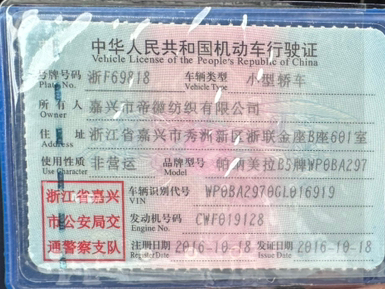 中华人民共和国机动车行驶证
Vehicle License of the People's Republic of China
号牌号码 浙F69818 车辆类型 小型轿车
Plate No. Vehicle Type
所有人 嘉兴市帝傲纺织有限公司
Owner
住址 浙江省嘉兴市秀洲新区浙联金座B座601室
Address
使用性质 非营运 品牌型号 帕纳美拉BS牌WP0BA297
Use Character Model
浙江省嘉兴
市公安局交
通警察支队
车辆识别代号 WP0BA2970GL016919
VIN
发动机号码 CWF019128
Engine No.
注册日期 2016-10-18 发证日期 2016-10-18
Register Date Issue Date